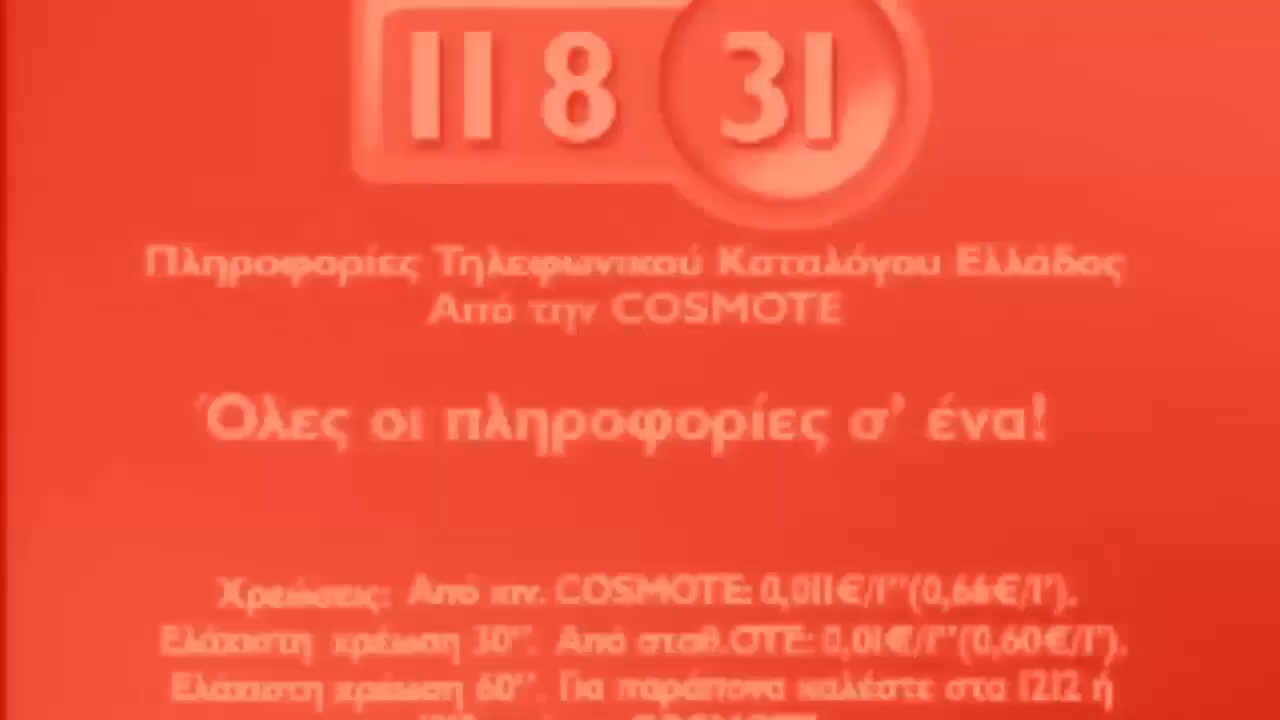 11 8 31
Πληροφορίες Τηλεφωνικού Καταλόγου Ελλάδας
Από την COSMOTE
Όλες οι πληροφορίες σ' ένα!
Χρεώσεις: Από κιν. COSMOTE: 0,011€/1''(0,66€/1').
Ελάχιστη χρέωση 30''. Από σταθ.ΟΤΕ: 0,01€/1''(0,60€/1').
Ελάχιστη χρέωση 60''. Για παράπονα καλέστε στα 1212 ή
COSMOTE